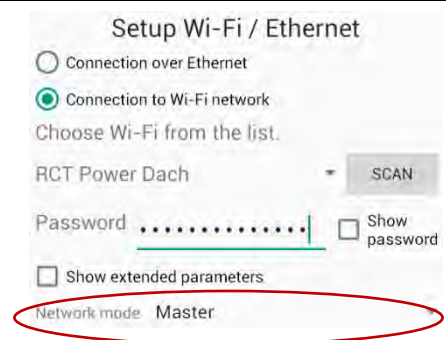 Setup Wi-Fi / Ethernet
Connection over Ethernet
Connection to Wi-Fi network
Choose Wi-Fi from the list.
RCT Power Dach SCAN
Password •••••••••••••• Show
password
Show extended parameters
Network mode Master